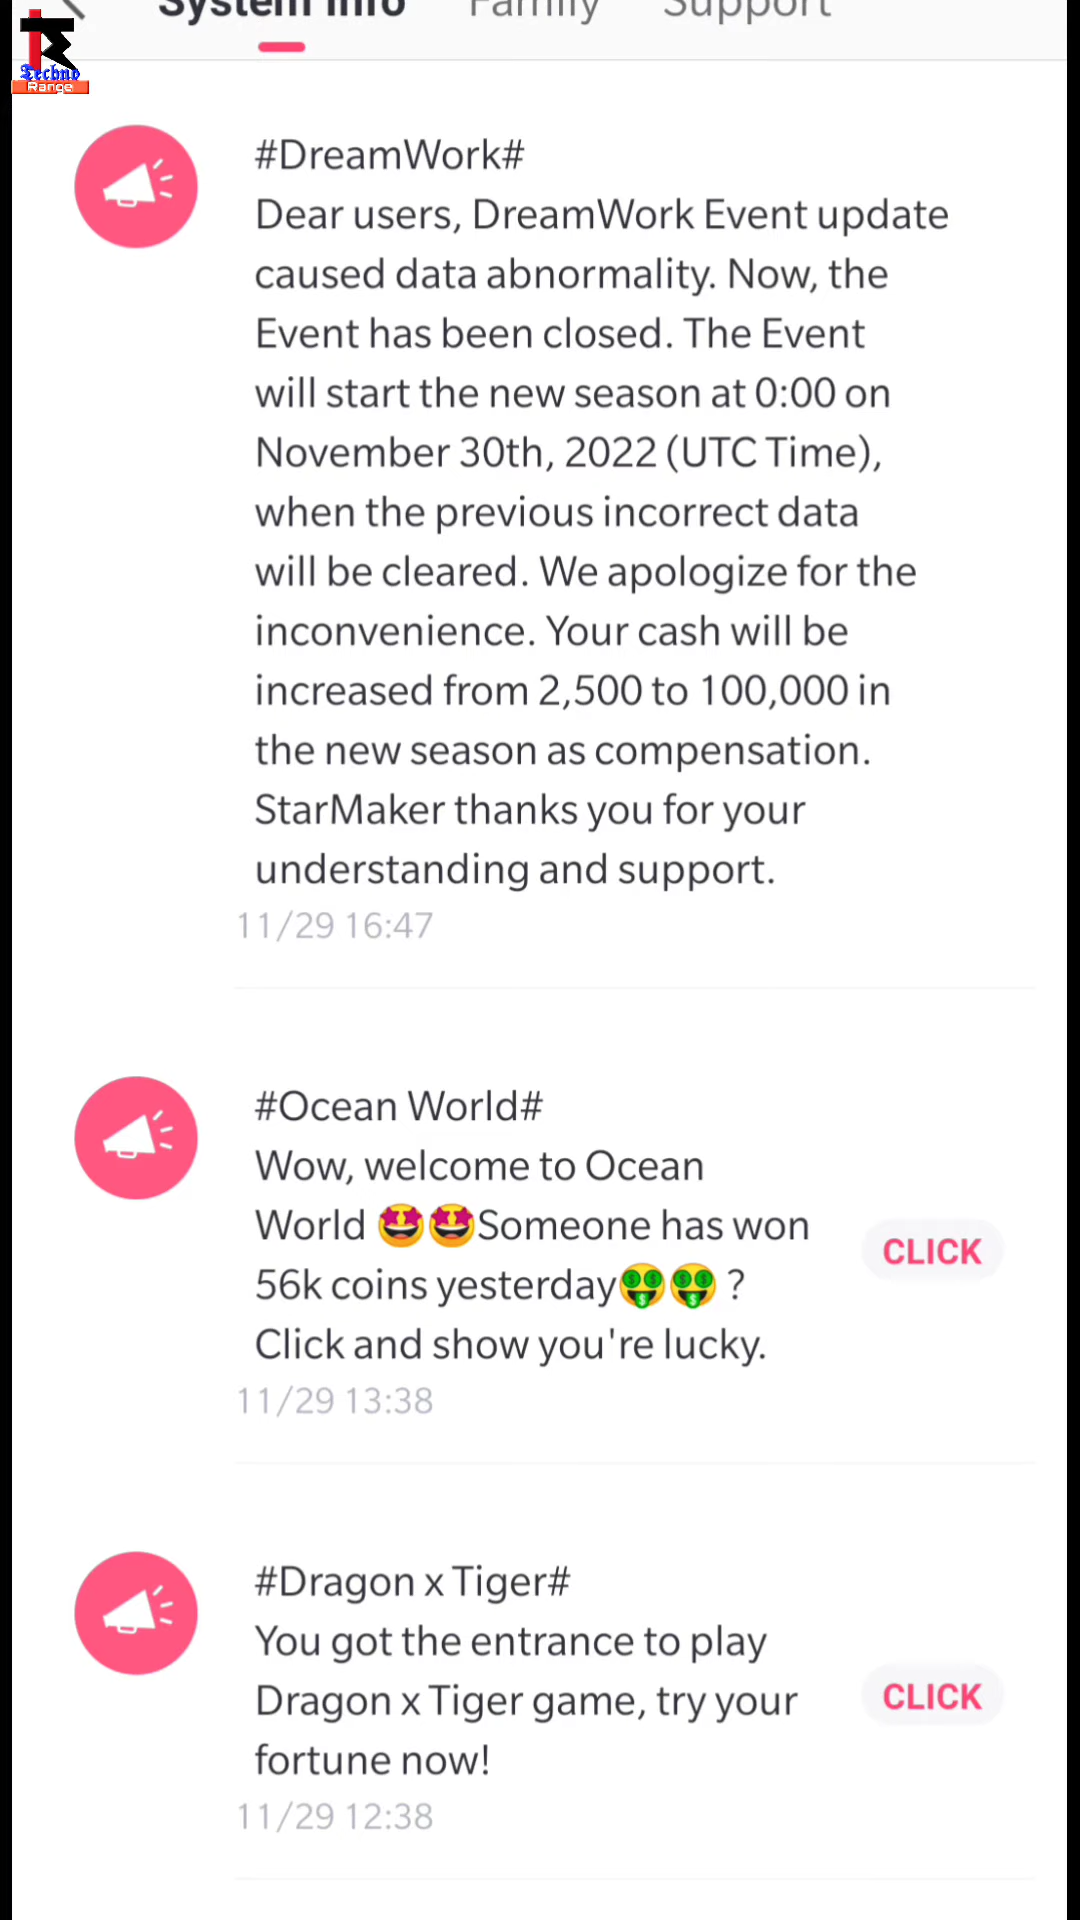 System Info Family Support
Techno
Range
#DreamWork#
Dear users, DreamWork Event update
caused data abnormality. Now, the
Event has been closed. The Event
will start the new season at 0:00 on
November 30th, 2022 (UTC Time),
when the previous incorrect data
will be cleared. We apologize for the
inconvenience. Your cash will be
increased from 2,500 to 100,000 in
the new season as compensation.
StarMaker thanks you for your
understanding and support.
11/29 16:47
#Ocean World#
Wow, welcome to Ocean
World 🤩🤩Someone has won
56k coins yesterday🤑🤑 ?
Click and show you're lucky.
CLICK
11/29 13:38
#Dragon x Tiger#
You got the entrance to play
Dragon x Tiger game, try your
fortune now!
CLICK
11/29 12:38